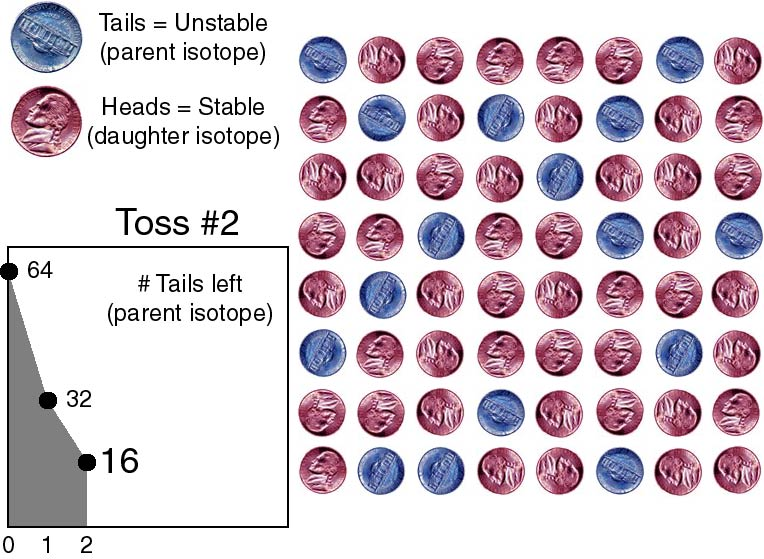 Tails = Unstable
(parent isotope)
Heads = Stable
(daughter isotope)
Toss #2
64
# Tails left
(parent isotope)
32
16
0 1 2